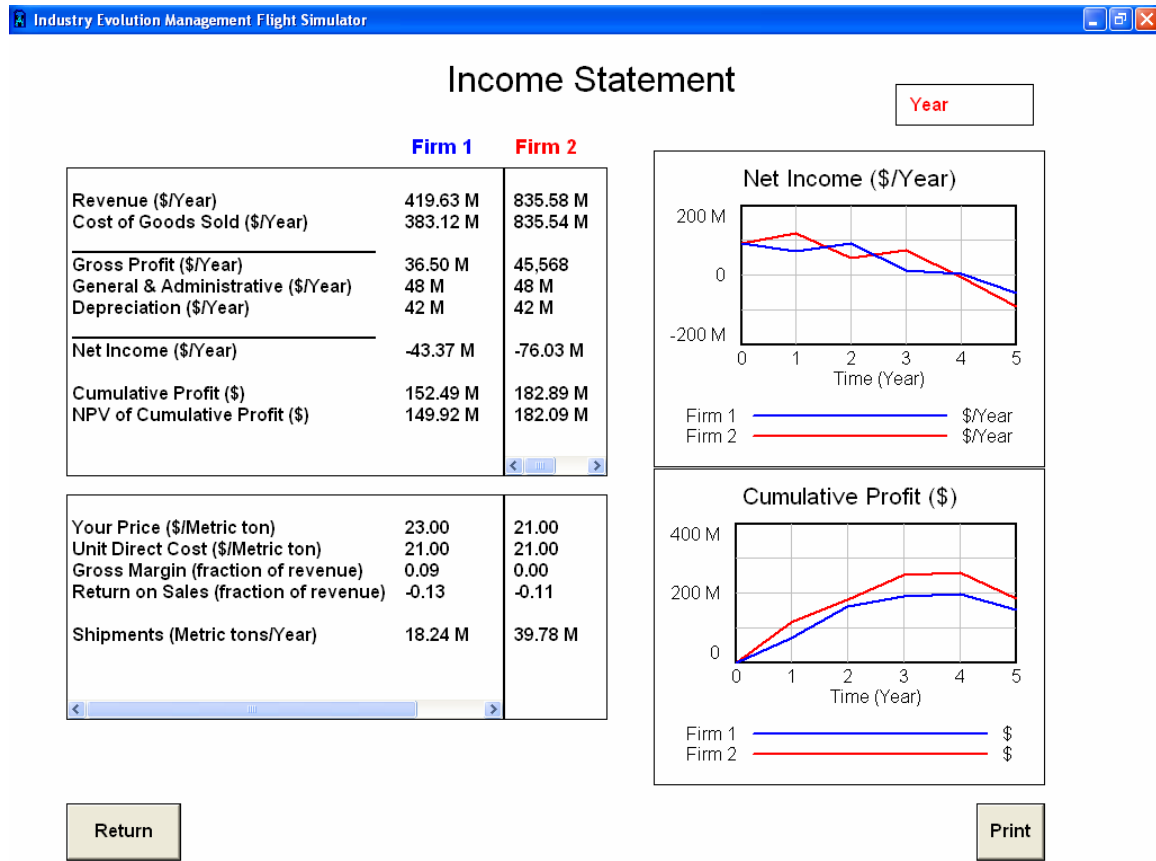 Industry Evolution Management Flight Simulator
Income Statement
Year
Firm 1 Firm 2
Revenue ($/Year) 419.63 M 835.58 M
Cost of Goods Sold ($/Year) 383.12 M 835.54 M
Gross Profit ($/Year) 36.50 M 45,568
General & Administrative ($/Year) 48 M 48 M
Depreciation ($/Year) 42 M 42 M
Net Income ($/Year) -43.37 M -76.03 M
Cumulative Profit ($) 152.49 M 182.89 M
NPV of Cumulative Profit ($) 149.92 M 182.09 M
Your Price ($/Metric ton) 23.00 21.00
Unit Direct Cost ($/Metric ton) 21.00 21.00
Gross Margin (fraction of revenue) 0.09 0.00
Return on Sales (fraction of revenue) -0.13 -0.11
Shipments (Metric tons/Year) 18.24 M 39.78 M
Net Income ($/Year)
200 M
0
-200 M
0 1 2 3 4 5
Time (Year)
Firm 1 $/Year
Firm 2 $/Year
Cumulative Profit ($)
400 M
200 M
0
0 1 2 3 4 5
Time (Year)
Firm 1 $
Firm 2 $
Return
Print